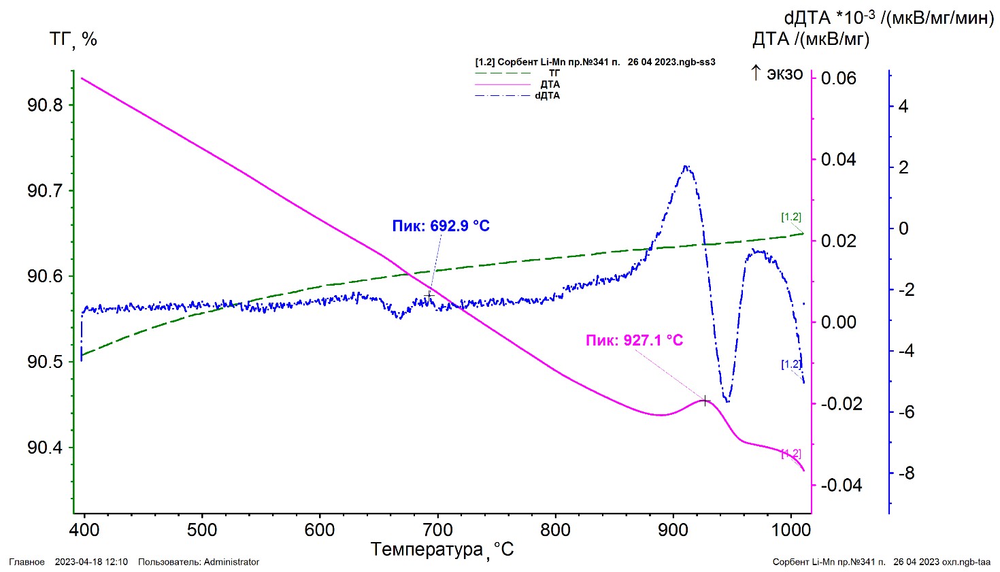 dДТА *10-3 /(мкВ/мг/мин)
ТГ, %
ДТА /(мкВ/мг)
[1.2] Сорбент Li-Mn пр.№341 п. 26 04 2023.ngb-ss3
ТГ
ДТА
dДТА
↑ экзо
90.8
90.7
90.6
90.5
90.4
0.06
0.04
0.02
0.00
-0.02
-0.04
4
2
0
-2
-4
-6
-8
[1.2]
Пик: 692.9 °C
Пик: 927.1 °C
[1.2]
[1.2]
400 500 600 700 800 900 1000
Температура, °C
Главное 2023-04-18 12:10 Пользователь: Administrator
Сорбент Li-Mn пр.№341 п. 26 04 2023 охл.ngb-taa